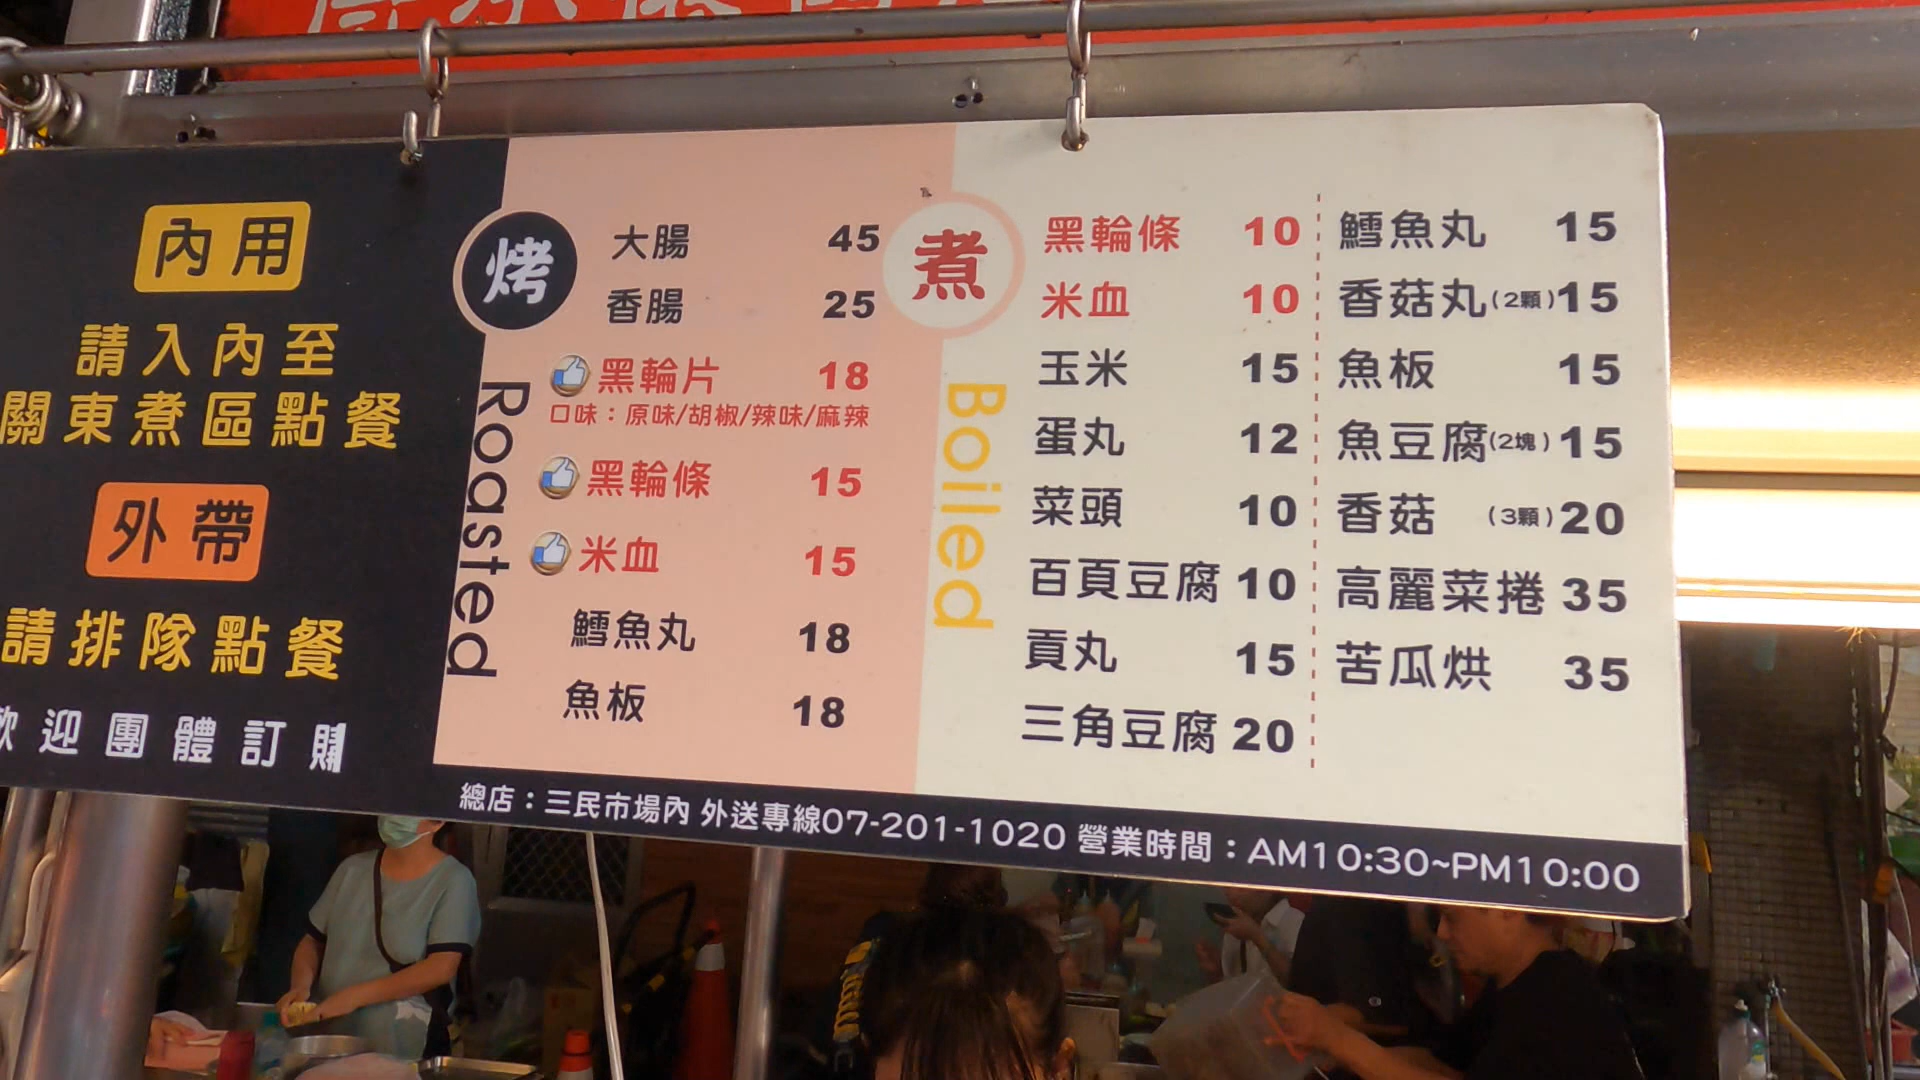 內用
請入內至
關東煮區點餐
外帶
請排隊點餐
歡迎團體訂購
烤
Roasted
大腸 45
香腸 25
黑輪片 18
口味：原味/胡椒/辣味/麻辣
黑輪條 15
米血 15
鱈魚丸 18
魚板 18
煮
Boiled
黑輪條 10
米血 10
玉米 15
蛋丸 12
菜頭 10
百頁豆腐 10
貢丸 15
三角豆腐 20
鱈魚丸 15
香菇丸(2顆) 15
魚板 15
魚豆腐(2塊) 15
香菇 (3顆) 20
高麗菜捲 35
苦瓜烘 35
總店：三民市場內 外送專線07-201-1020 營業時間：AM10:30~PM10:00